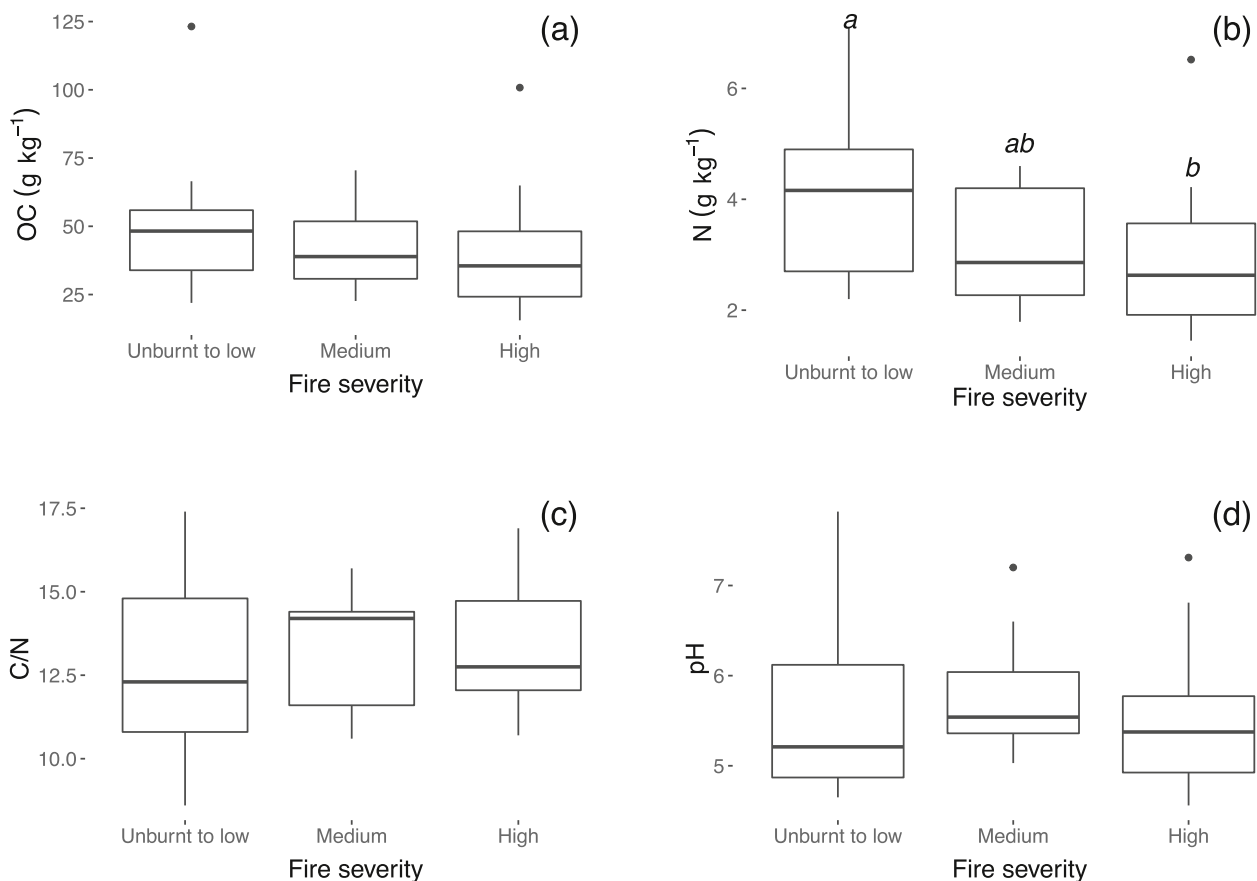 (a)
OC (g kg⁻¹)
125
100
75
50
25
Unburnt to low Medium High
Fire severity
(b)
N (g kg⁻¹)
6
4
2
a
ab
b
Unburnt to low Medium High
Fire severity
(c)
C/N
17.5
15.0
12.5
10.0
Unburnt to low Medium High
Fire severity
(d)
pH
7
6
5
Unburnt to low Medium High
Fire severity